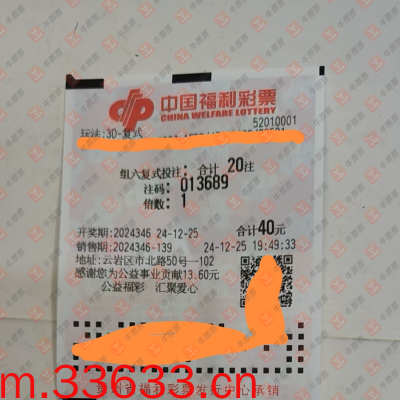 中国福利彩票
CHINA WELFARE LOTTERY
52010001
玩法:3D-复式
组六复式投注: 合计 20注
注码: 013689
倍数: 1
开奖期:2024346 24-12-25 合计40元
销售期:2024346-139 24-12-25 19:49:33
地址:云岩区市北路50号一102
感谢您为公益事业贡献13.60元
公益福彩 汇聚爱心
m.33633.com.cn